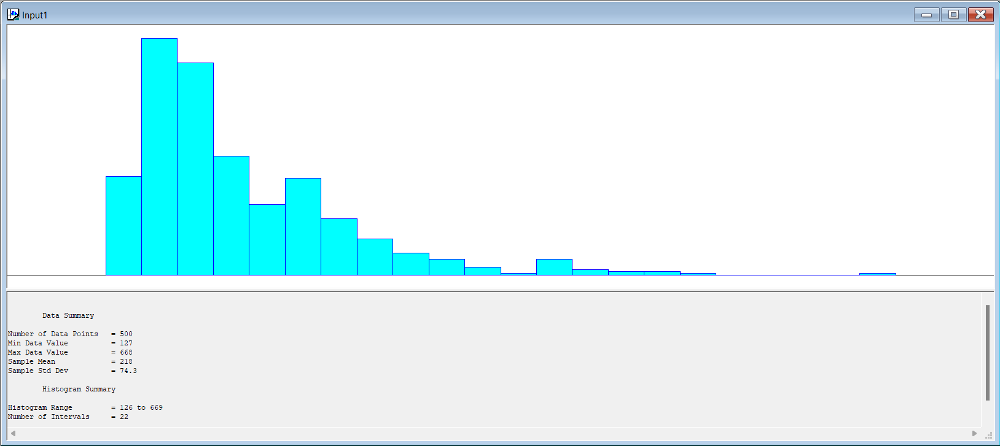 Input1
Data Summary
Number of Data Points = 500
Min Data Value = 127
Max Data Value = 668
Sample Mean = 218
Sample Std Dev = 74.3
Histogram Summary
Histogram Range = 126 to 669
Number of Intervals = 22